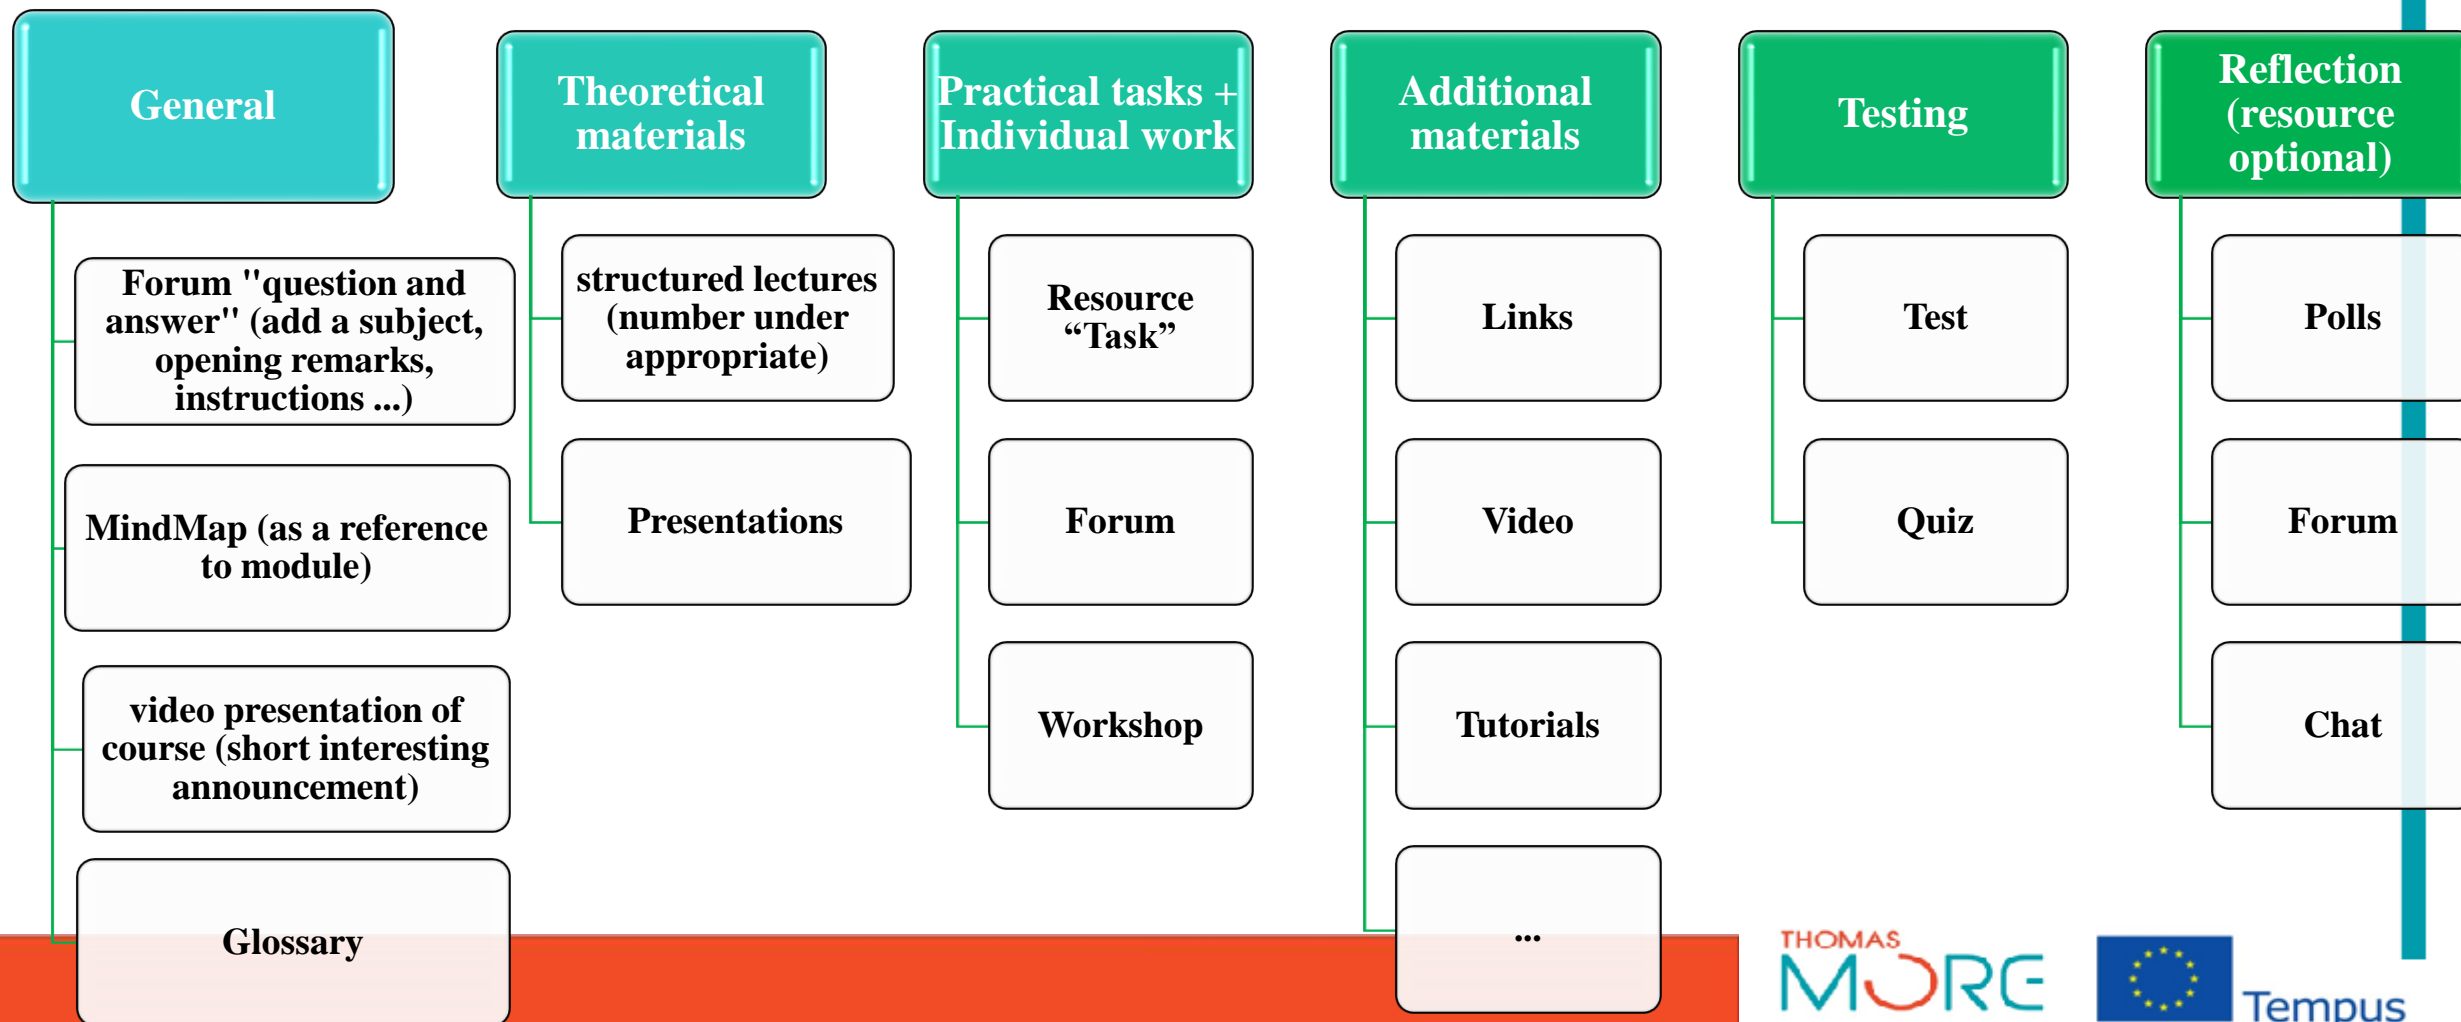 General
Forum "question and
answer" (add a subject,
opening remarks,
instructions ...)
MindMap (as a reference
to module)
video presentation of
course (short interesting
announcement)
Glossary
Theoretical
materials
structured lectures
(number under
appropriate)
Presentations
Practical tasks +
Individual work
Resource
“Task”
Forum
Workshop
Additional
materials
Links
Video
Tutorials
...
Testing
Test
Quiz
Reflection
(resource
optional)
Polls
Forum
Chat
THOMAS
MORE
Tempus